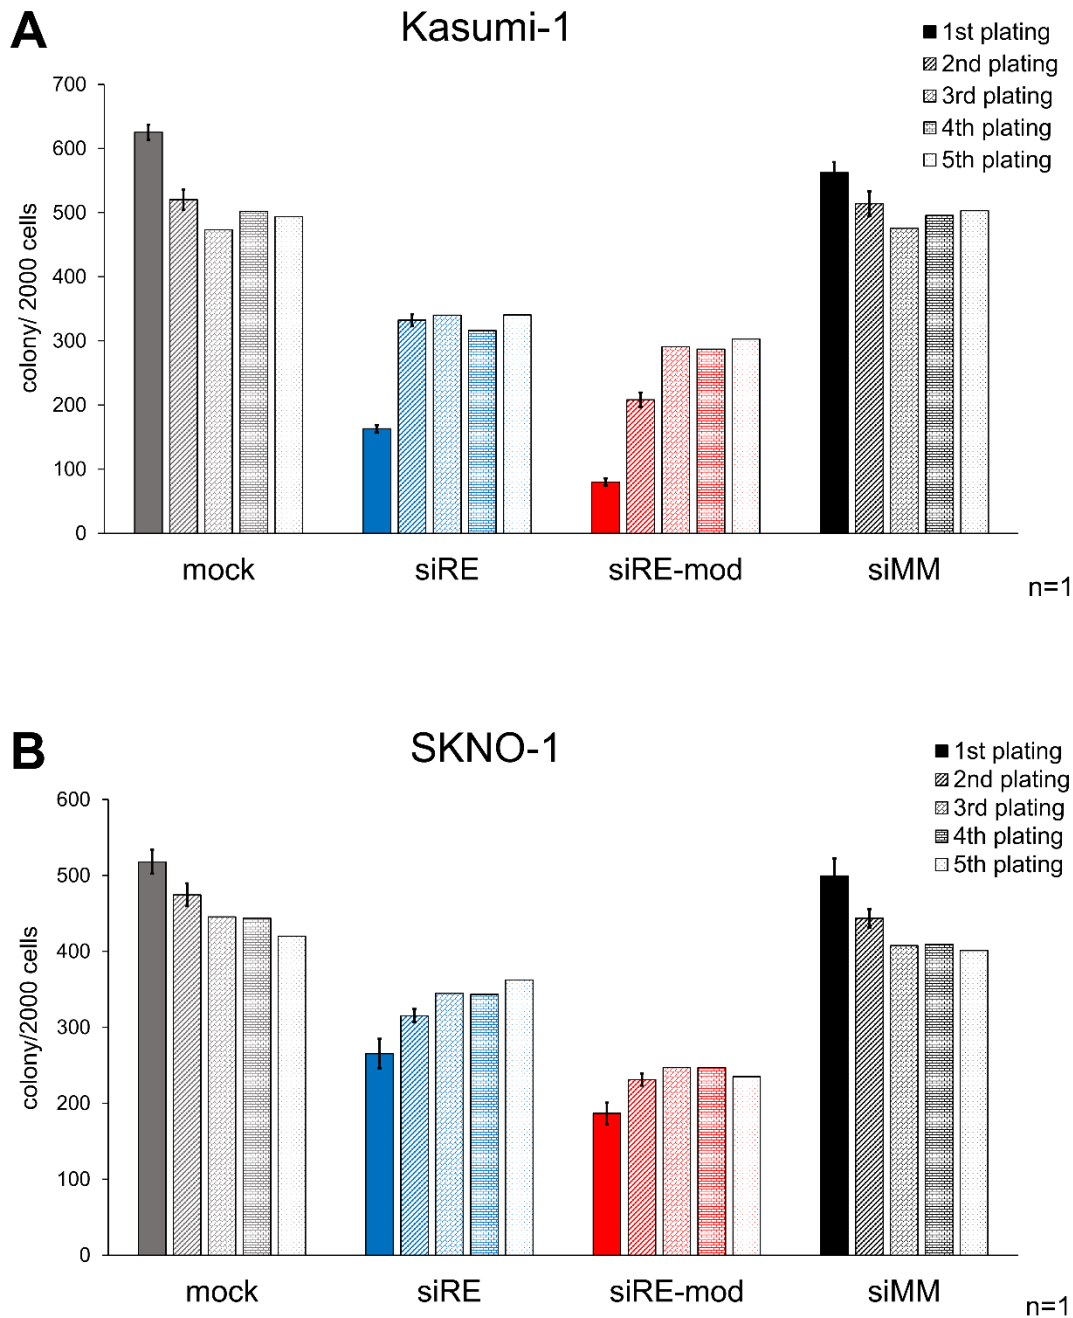 A
Kasumi-1
1st plating
2nd plating
3rd plating
4th plating
5th plating
colony/ 2000 cells
700
600
500
400
300
200
100
0
mock
siRE
siRE-mod
siMM
n=1
B
SKNO-1
1st plating
2nd plating
3rd plating
4th plating
5th plating
colony/2000 cells
600
500
400
300
200
100
0
mock
siRE
siRE-mod
siMM
n=1